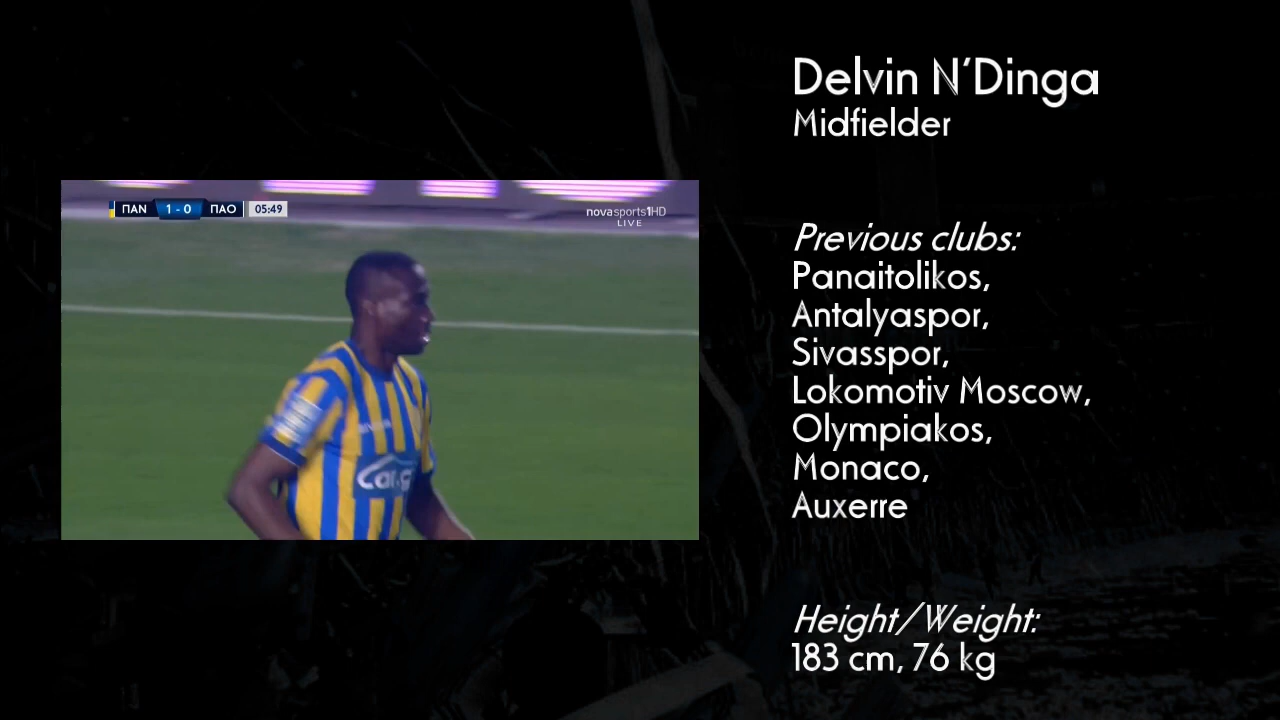 ΠΑΝ 1 - 0 ΠΑΟ 05:49
novasports1HD
LIVE
Delvin N'Dinga
Midfielder
Previous clubs:
Panaitolikos,
Antalyaspor,
Sivasspor,
Lokomotiv Moscow,
Olympiakos,
Monaco,
Auxerre
Height/Weight:
183 cm, 76 kg